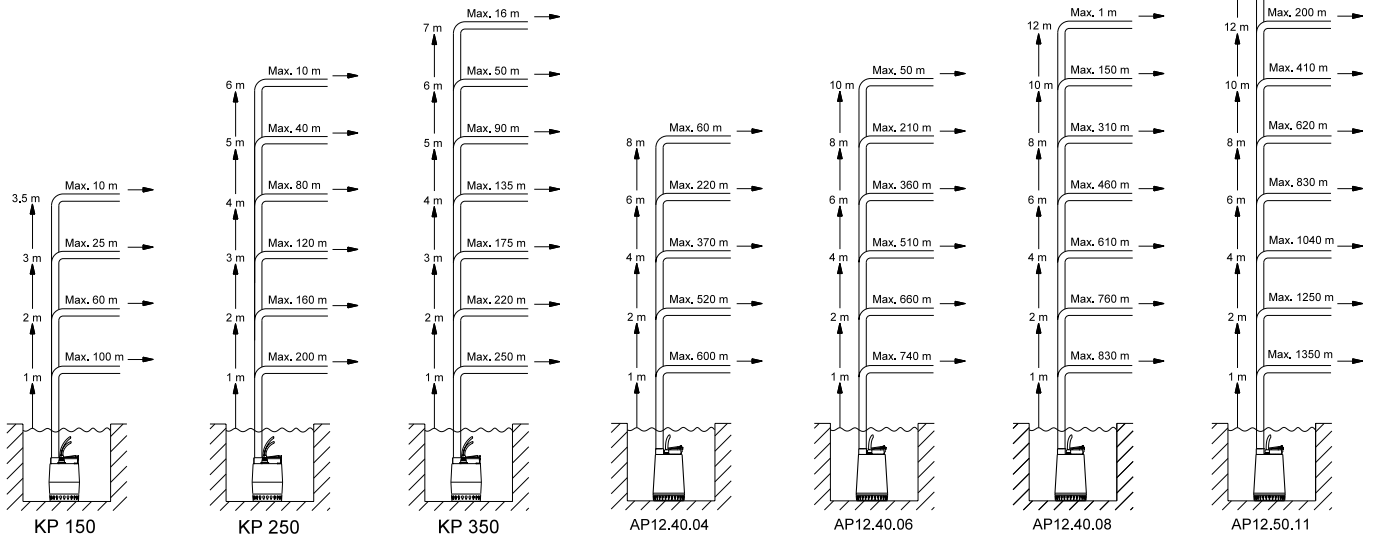 Max. 10 m
3,5 m
Max. 25 m
3 m
Max. 60 m
2 m
Max. 100 m
1 m
KP 150
Max. 10 m
6 m
Max. 40 m
5 m
Max. 80 m
4 m
Max. 120 m
3 m
Max. 160 m
2 m
Max. 200 m
1 m
KP 250
Max. 16 m
7 m
Max. 50 m
6 m
Max. 90 m
5 m
Max. 135 m
4 m
Max. 175 m
3 m
Max. 220 m
2 m
Max. 250 m
1 m
KP 350
Max. 60 m
8 m
Max. 220 m
6 m
Max. 370 m
4 m
Max. 520 m
2 m
Max. 600 m
1 m
AP12.40.04
Max. 50 m
10 m
Max. 210 m
8 m
Max. 360 m
6 m
Max. 510 m
4 m
Max. 660 m
2 m
Max. 740 m
1 m
AP12.40.06
Max. 1 m
12 m
Max. 150 m
10 m
Max. 310 m
8 m
Max. 460 m
6 m
Max. 610 m
4 m
Max. 760 m
2 m
Max. 830 m
1 m
AP12.40.08
Max. 200 m
12 m
Max. 410 m
10 m
Max. 620 m
8 m
Max. 830 m
6 m
Max. 1040 m
4 m
Max. 1250 m
2 m
Max. 1350 m
1 m
AP12.50.11